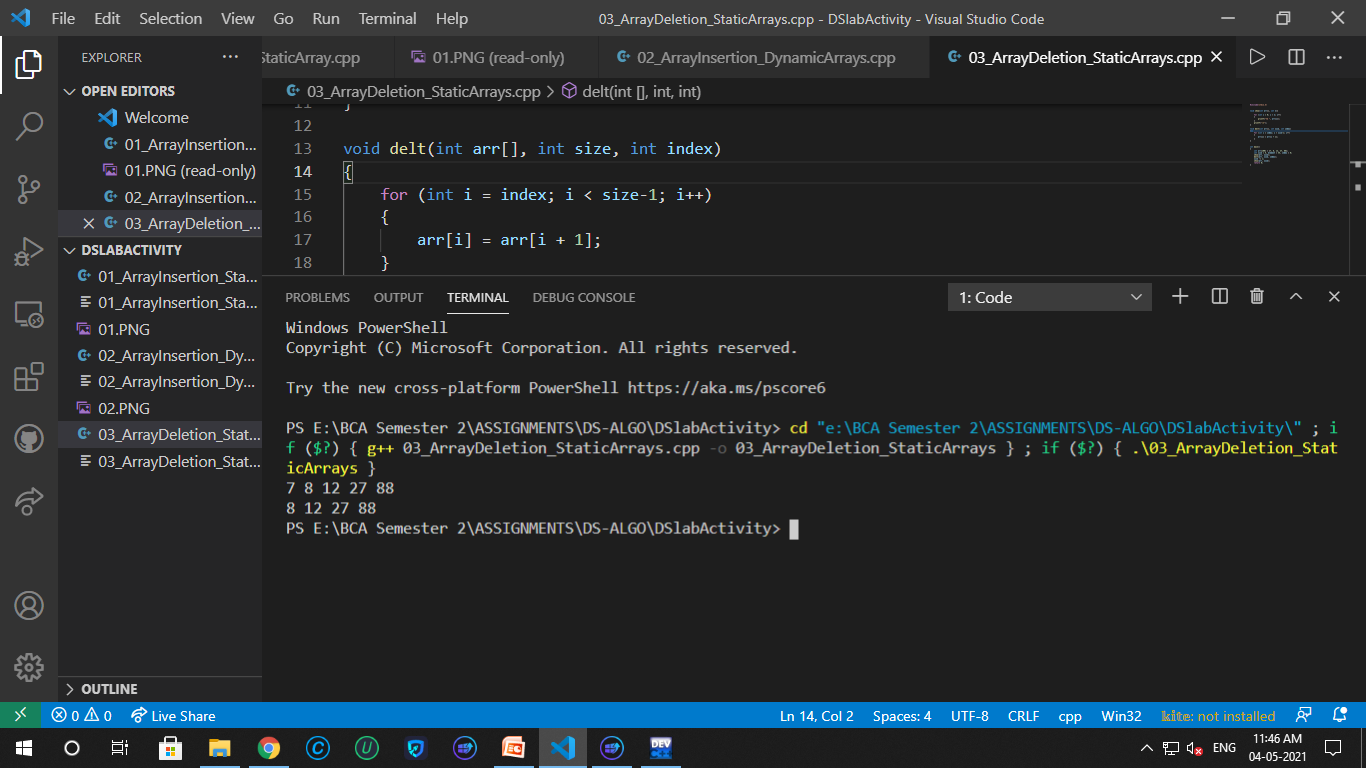 File Edit Selection View Go Run Terminal Help 03_ArrayDeletion_StaticArrays.cpp - DSlabActivity - Visual Studio Code
EXPLORER
StaticArray.cpp 01.PNG (read-only) 02_ArrayInsertion_DynamicArrays.cpp 03_ArrayDeletion_StaticArrays.cpp
OPEN EDITORS
Welcome
01_ArrayInsertion...
01.PNG (read-only)
02_ArrayInsertion...
03_ArrayDeletion_...
DSLABACTIVITY
01_ArrayInsertion_Sta...
01_ArrayInsertion_Sta...
01.PNG
02_ArrayInsertion_Dy...
02_ArrayInsertion_Dy...
02.PNG
03_ArrayDeletion_Stat...
03_ArrayDeletion_Stat...
OUTLINE
03_ArrayDeletion_StaticArrays.cpp > delt(int [], int, int)
11 }
12
13 void delt(int arr[], int size, int index)
14 {
15 for (int i = index; i < size-1; i++)
16 {
17 arr[i] = arr[i + 1];
18 }
PROBLEMS OUTPUT TERMINAL DEBUG CONSOLE 1: Code
Windows PowerShell
Copyright (C) Microsoft Corporation. All rights reserved.
Try the new cross-platform PowerShell https://aka.ms/pscore6
PS E:\BCA Semester 2\ASSIGNMENTS\DS-ALGO\DSlabActivity> cd "e:\BCA Semester 2\ASSIGNMENTS\DS-ALGO\DSlabActivity\" ; i
f ($?) { g++ 03_ArrayDeletion_StaticArrays.cpp -o 03_ArrayDeletion_StaticArrays } ; if ($?) { .\03_ArrayDeletion_Stat
icArrays }
7 8 12 27 88
8 12 27 88
PS E:\BCA Semester 2\ASSIGNMENTS\DS-ALGO\DSlabActivity>
0 0 Live Share Ln 14, Col 2 Spaces: 4 UTF-8 CRLF cpp Win32 kite: not installed
DEV
ENG
11:46 AM
04-05-2021